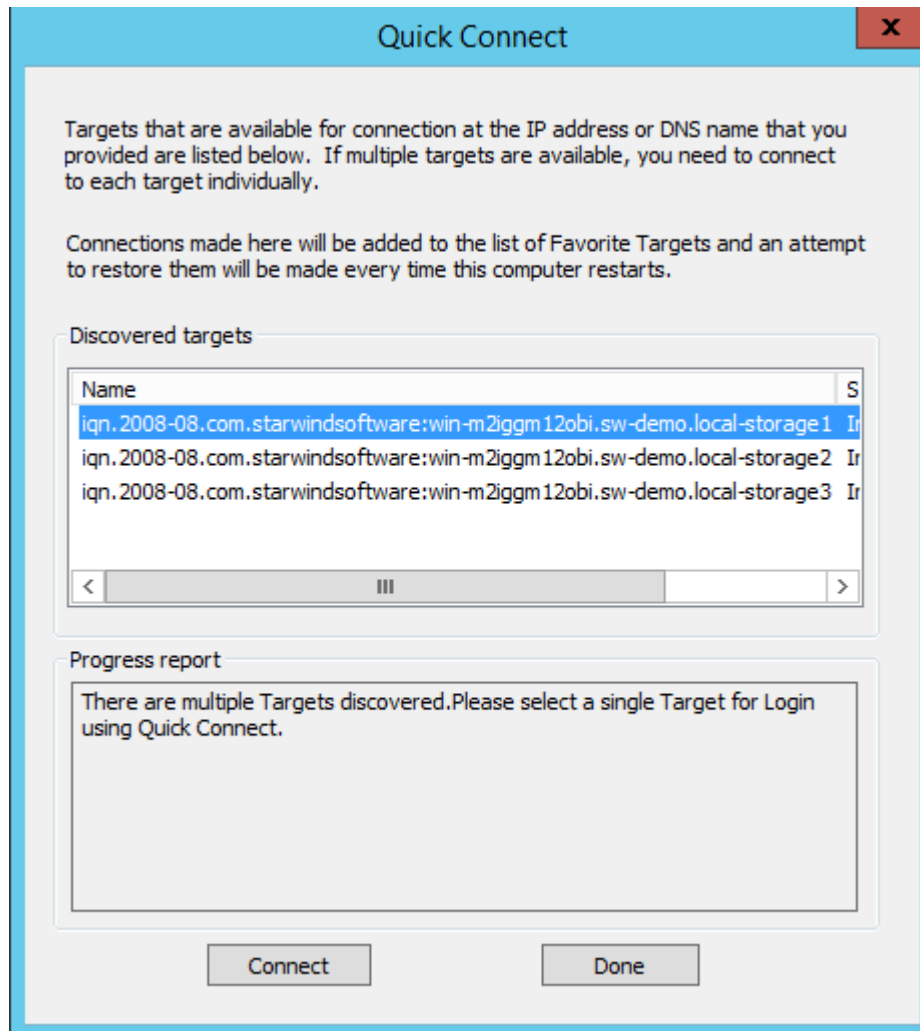 Quick Connect
x
Targets that are available for connection at the IP address or DNS name that you
provided are listed below.  If multiple targets are available, you need to connect
to each target individually.
Connections made here will be added to the list of Favorite Targets and an attempt
to restore them will be made every time this computer restarts.
Discovered targets
Name S
iqn.2008-08.com.starwindsoftware:win-m2iggm12obi.sw-demo.local-storage1 In
iqn.2008-08.com.starwindsoftware:win-m2iggm12obi.sw-demo.local-storage2 In
iqn.2008-08.com.starwindsoftware:win-m2iggm12obi.sw-demo.local-storage3 In
Progress report
There are multiple Targets discovered.Please select a single Target for Login
using Quick Connect.
Connect Done